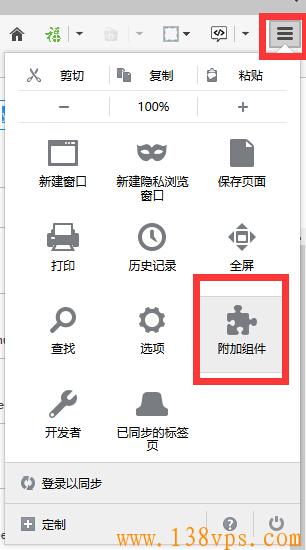 剪切 复制 粘贴
100%
新建窗口 新建隐私浏览 保存页面
窗口
打印 历史记录 全屏
查找 选项 附加组件
开发者 已同步的标签
页
登录以同步
定制
www.138vps.com